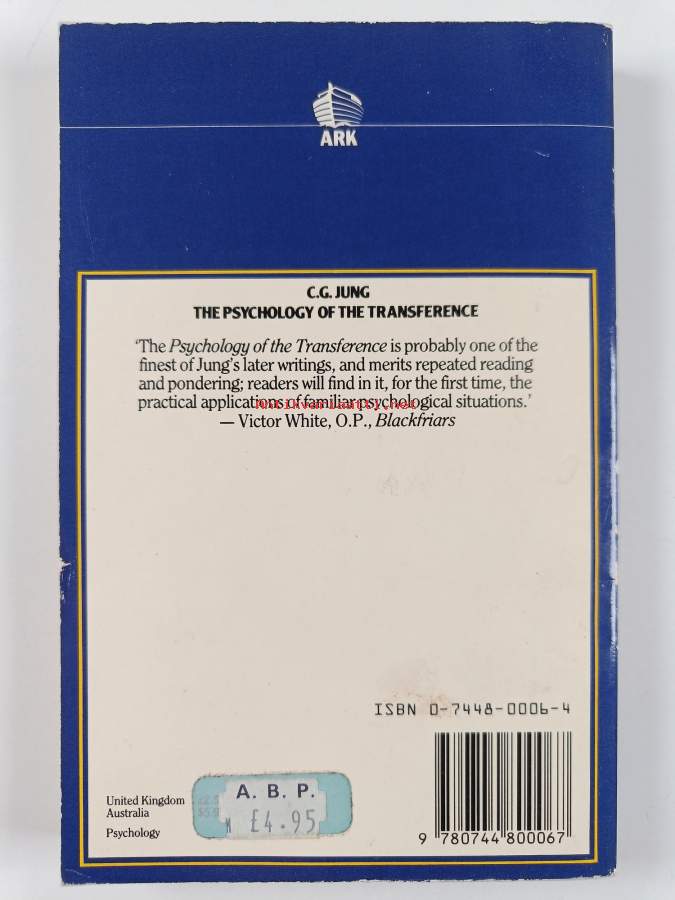 ARK
C.G. JUNG
THE PSYCHOLOGY OF THE TRANSFERENCE
'The Psychology of the Transference is probably one of the
finest of Jung's later writings, and merits repeated reading
and pondering; readers will find in it, for the first time, the
practical applications of familiar psychological situations.'
— Victor White, O.P., Blackfriars
ISBN 0-7448-0006-4
United Kingdom
Australia
Psychology
A. B. P.
£4.95
9 780744 800067